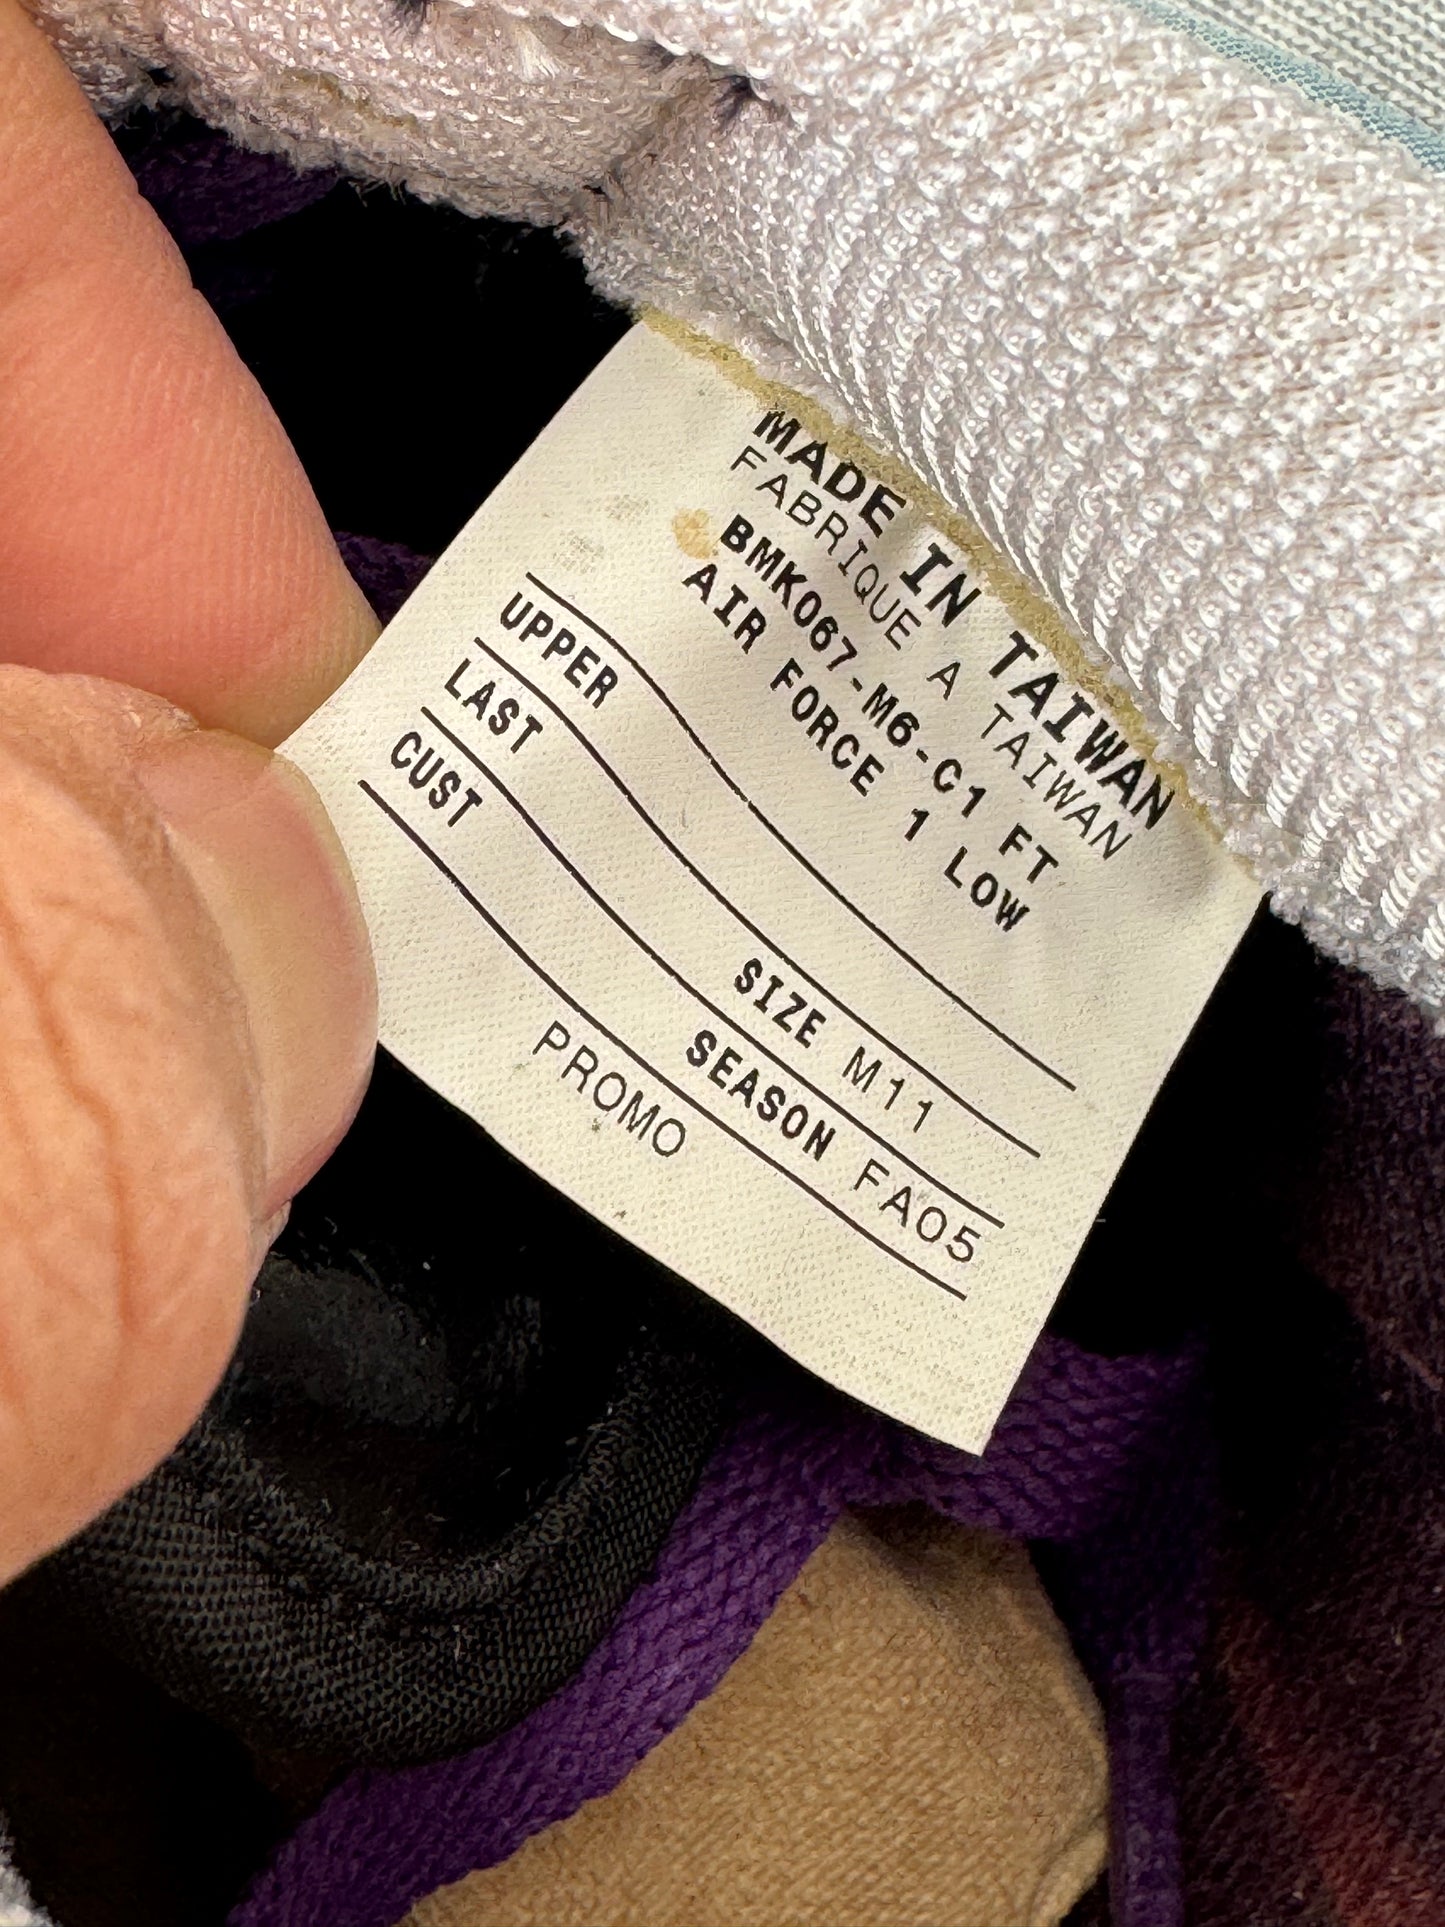 MADE IN TAIWAN
FABRIQUE A TAIWAN
BMK067-M6-C1 FT
AIR FORCE 1 LOW
UPPER
LAST SIZE M11
CUST SEASON FA05
PROMO